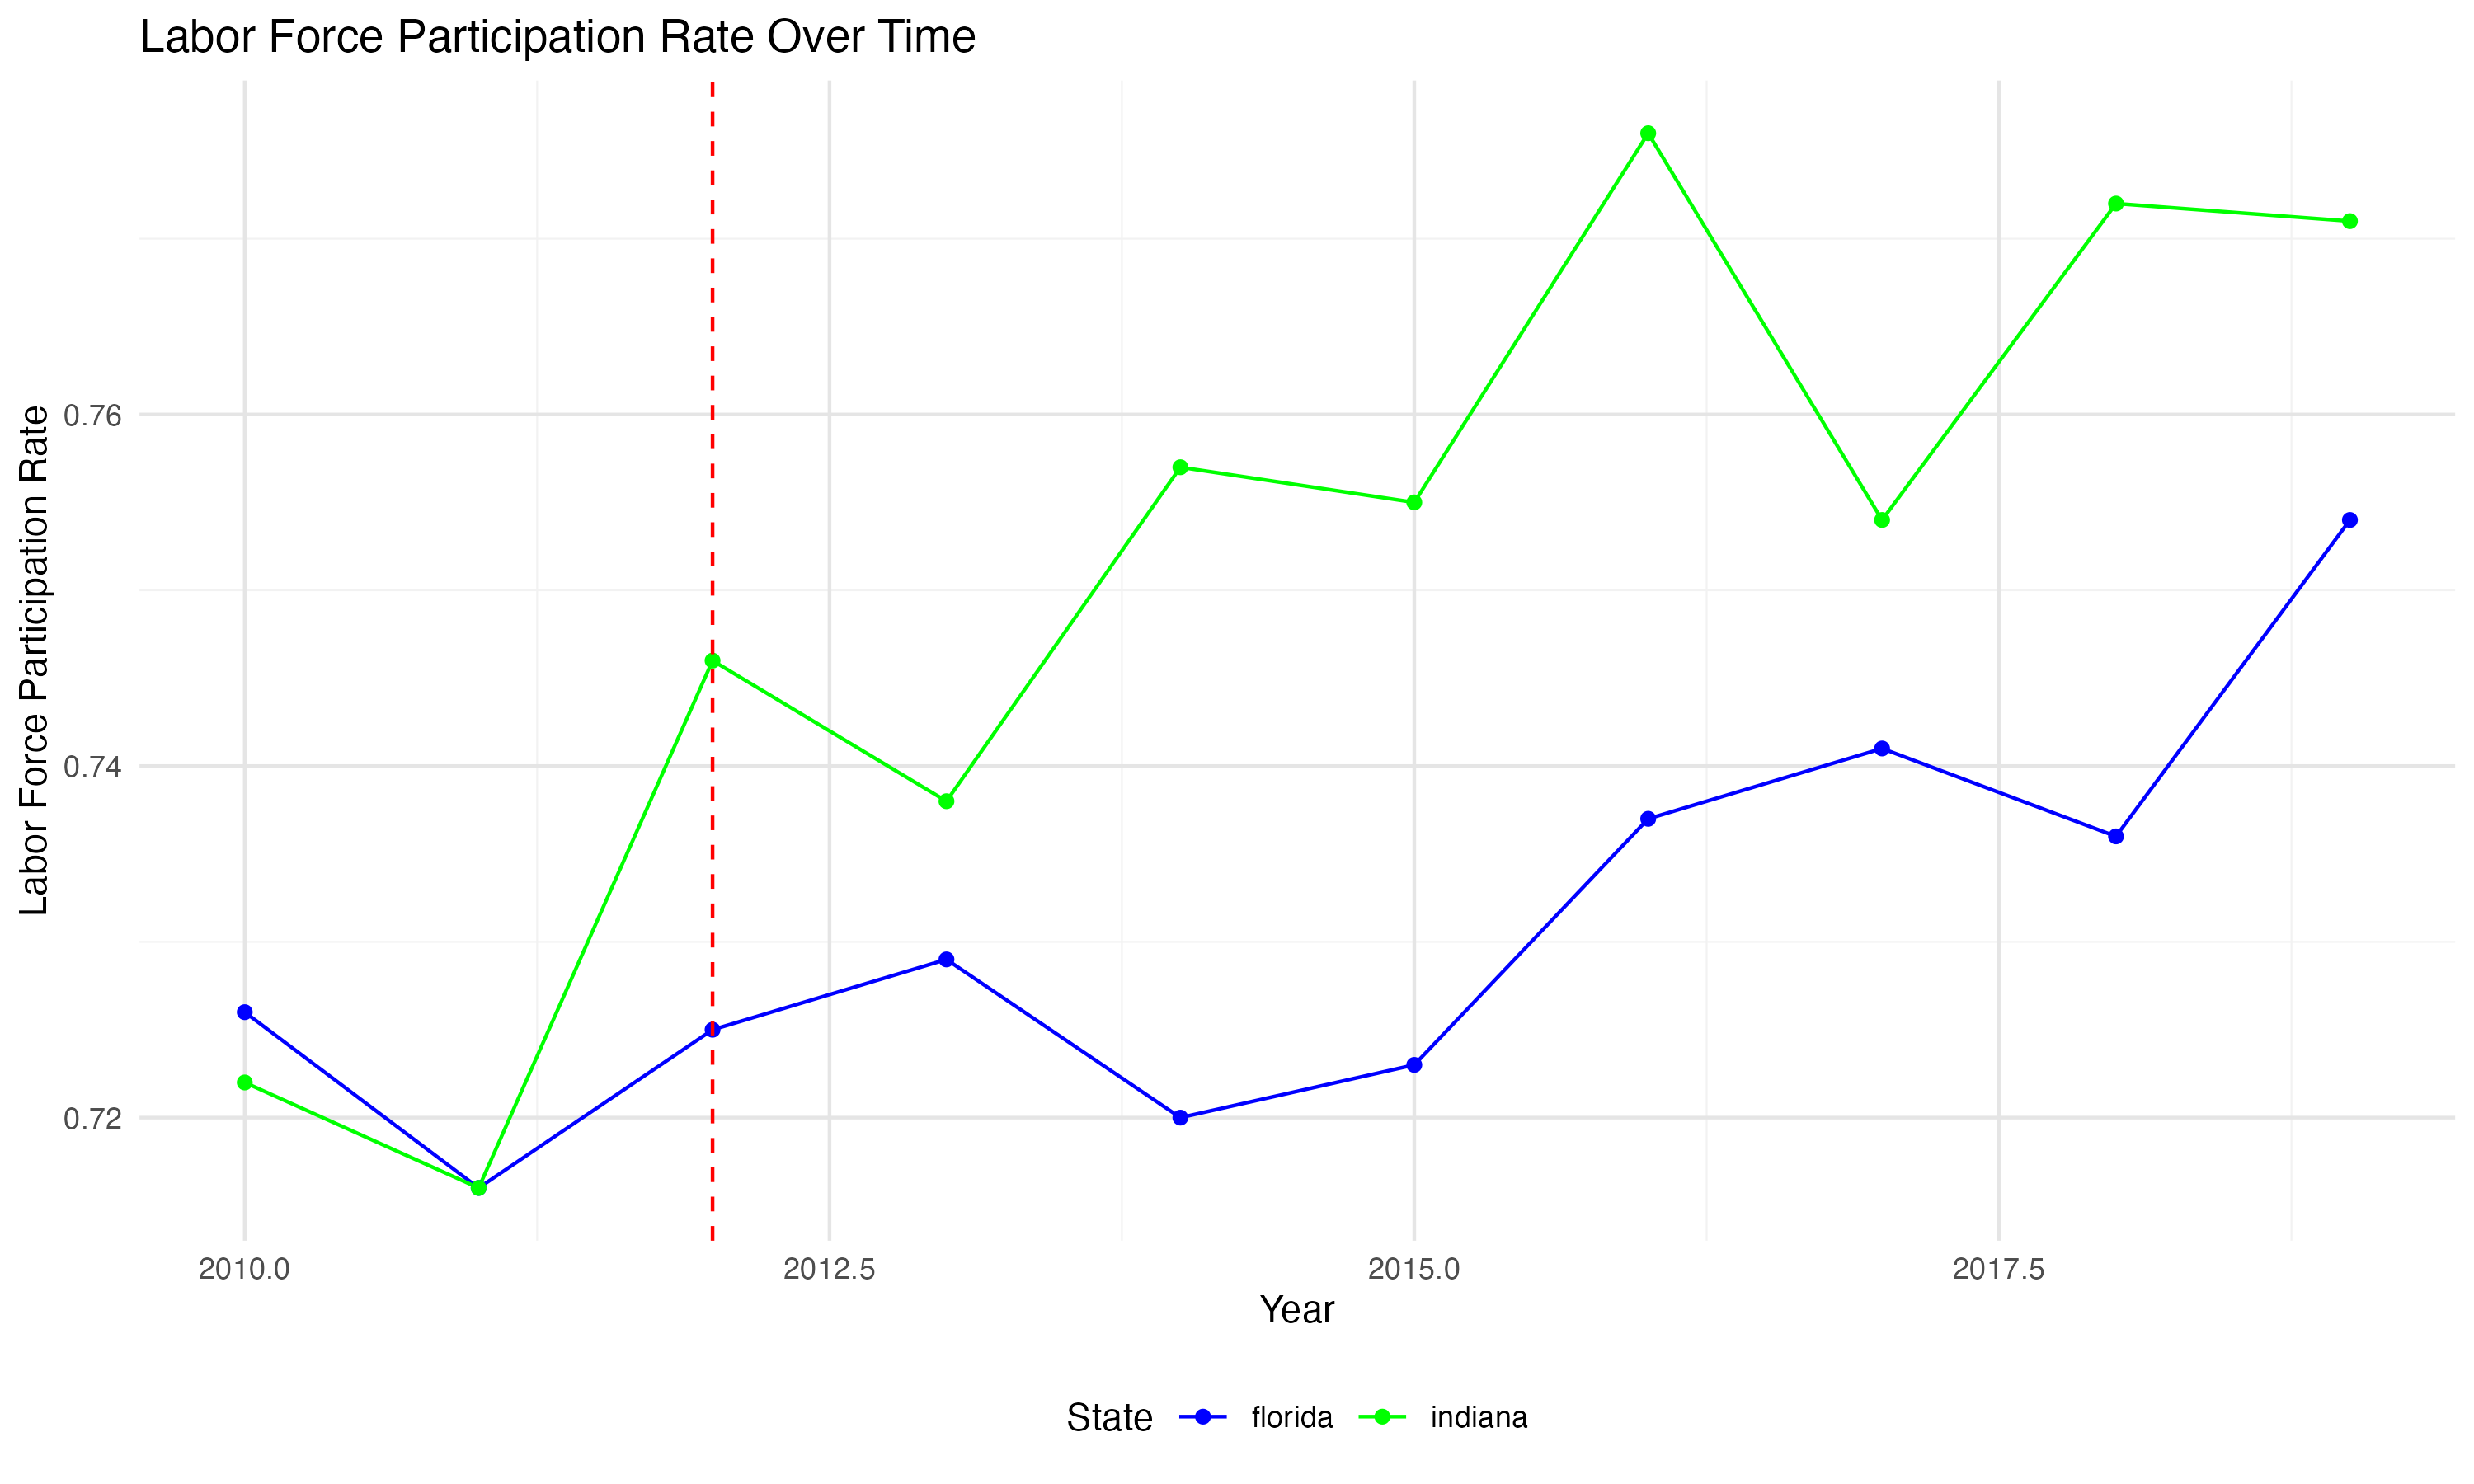 Labor Force Participation Rate Over Time
Labor Force Participation Rate
0.76
0.74
0.72
2010.0 2012.5 2015.0 2017.5
Year
State florida indiana